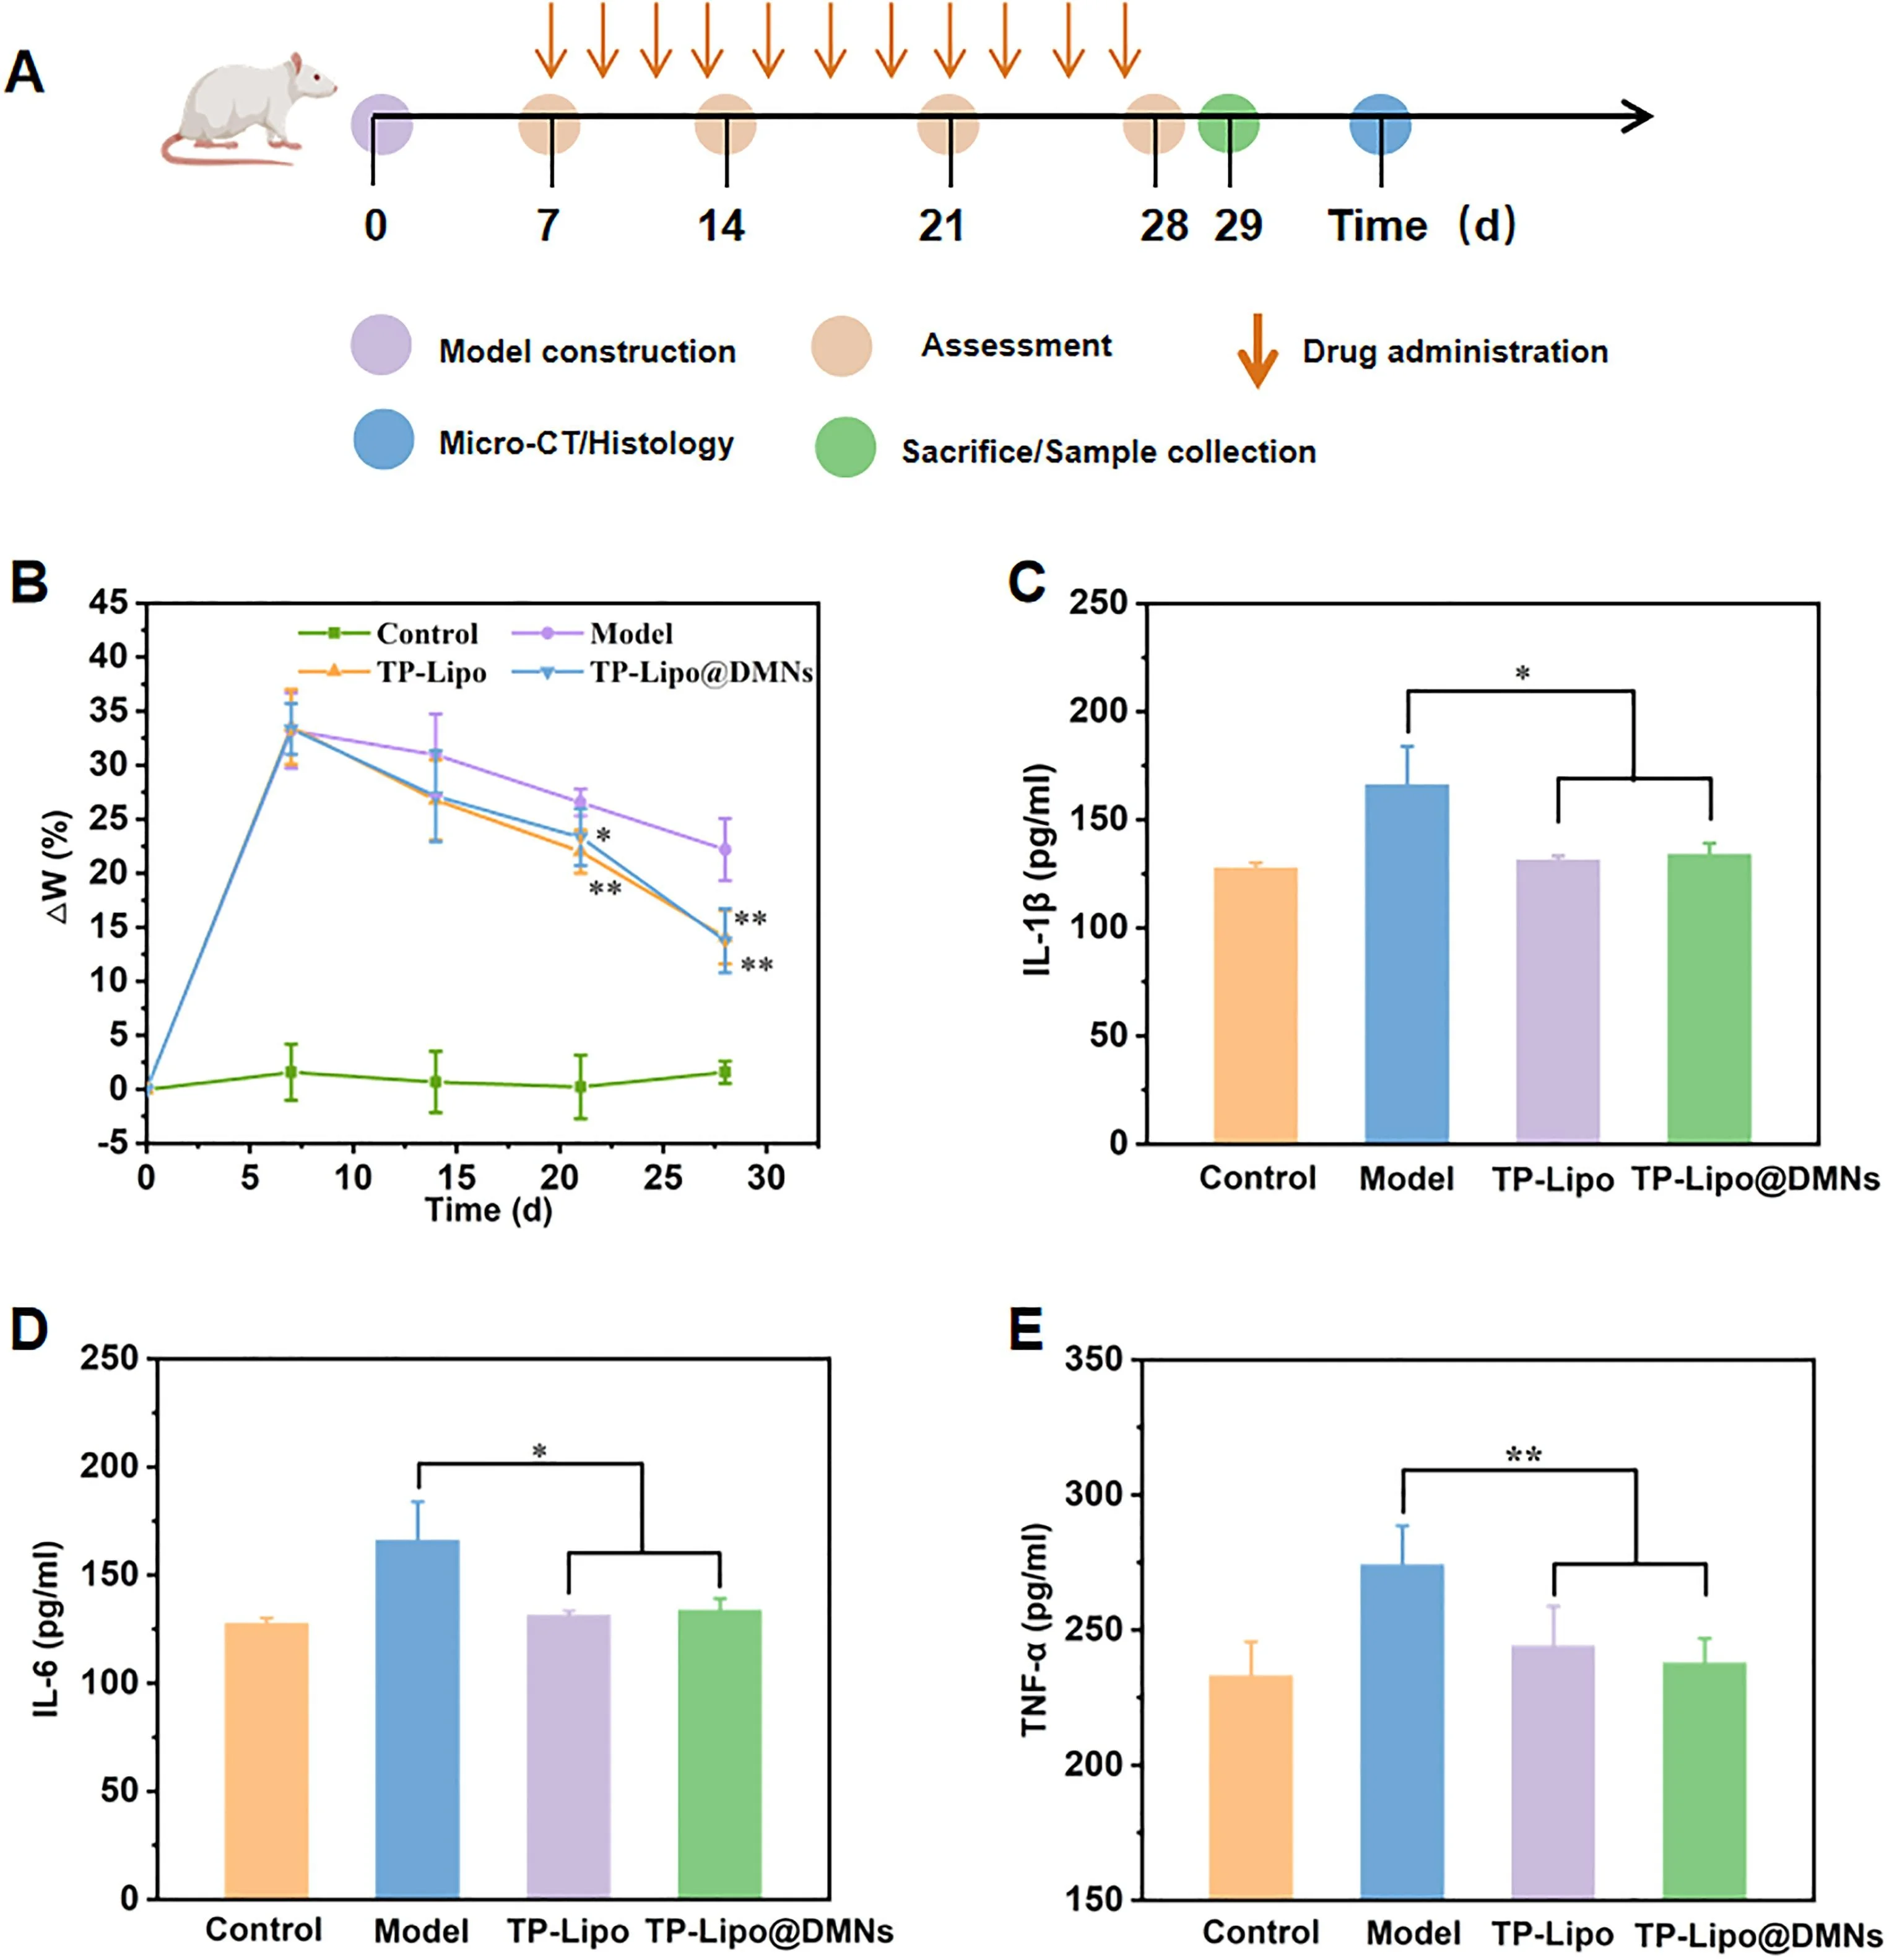 A
0 7 14 21 28 29 Time (d)
Model construction Assessment Drug administration
Micro-CT/Histology Sacrifice/Sample collection
B
45
40
35
30
25
20
15
10
5
0
-5
△W (%)
Control Model
TP-Lipo TP-Lipo@DMNs
*
**
**
**
0 5 10 15 20 25 30
Time (d)
C
250
200
150
100
50
0
IL-1β (pg/ml)
*
Control Model TP-Lipo TP-Lipo@DMNs
D
250
200
150
100
50
0
IL-6 (pg/ml)
*
Control Model TP-Lipo TP-Lipo@DMNs
E
350
300
250
200
150
TNF-α (pg/ml)
**
Control Model TP-Lipo TP-Lipo@DMNs